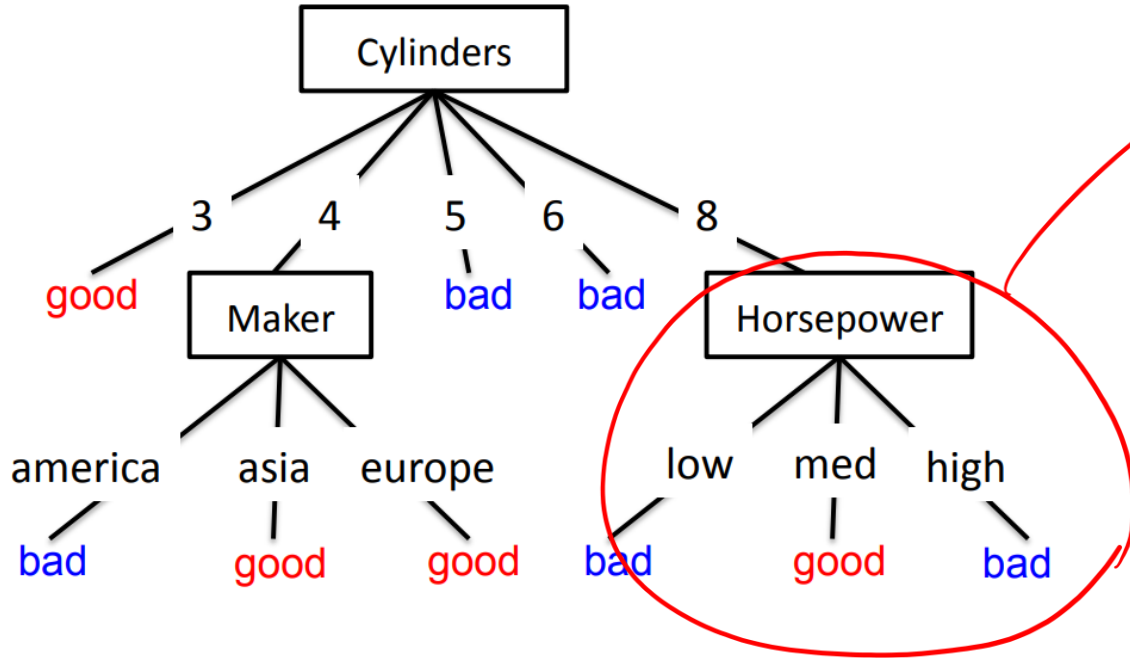 Cylinders
3 4 5 6 8
good bad bad
Maker Horsepower
america asia europe low med high
bad good good bad good bad